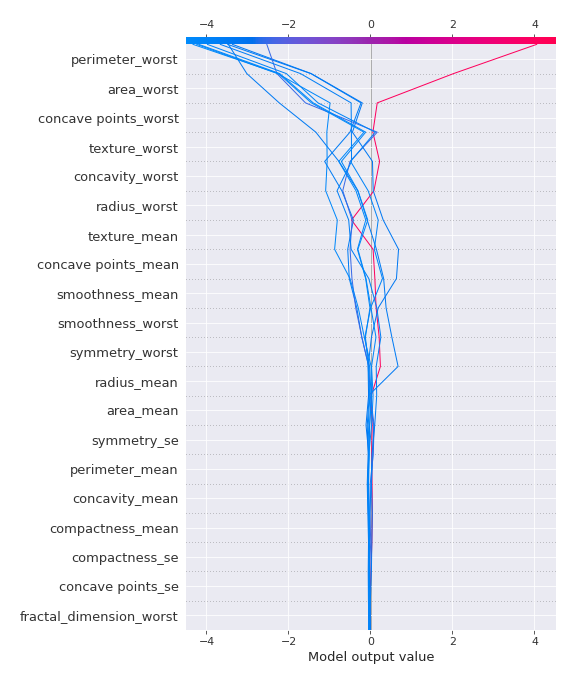 −4 −2 0 2 4
perimeter_worst
area_worst
concave points_worst
texture_worst
concavity_worst
radius_worst
texture_mean
concave points_mean
smoothness_mean
smoothness_worst
symmetry_worst
radius_mean
area_mean
symmetry_se
perimeter_mean
concavity_mean
compactness_mean
compactness_se
concave points_se
fractal_dimension_worst
−4 −2 0 2 4
Model output value